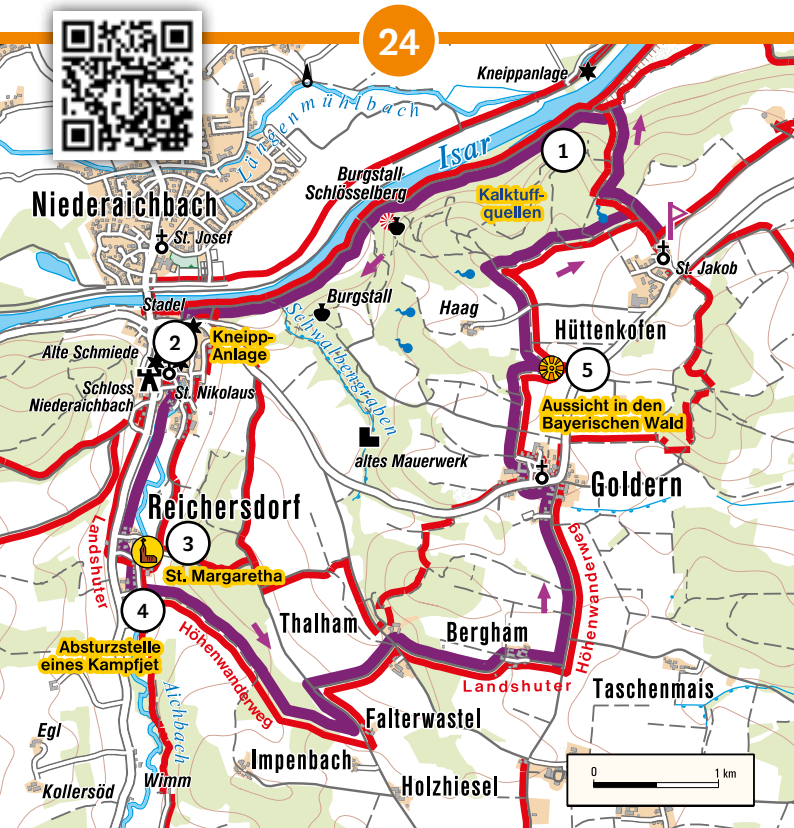 24
Kneippanlage
Längenmühlbach
Isar
1
Burgstall
Schlösselberg
Kalktuff-
quellen
Niederaichbach
St. Josef
St. Jakob
Burgstall
Haag
Stadel
Schwalbengraben
Hüttenkofen
2
Kneipp-
Anlage
Alte Schmiede
5
Schloss
Niederaichbach
St. Nikolaus
Aussicht in den
Bayerischen Wald
altes Mauerwerk
Goldern
Reichersdorf
Landshuter
3
St. Margaretha
Höhenwanderweg
4
Thalham
Bergham
Absturzstelle
eines Kampfjet
Höhenwanderweg
Landshuter
Taschenmais
Aichbach
Falterwastel
Egl
Impenbach
Wimm
Holzhiesel
Kollersöd
0 1 km